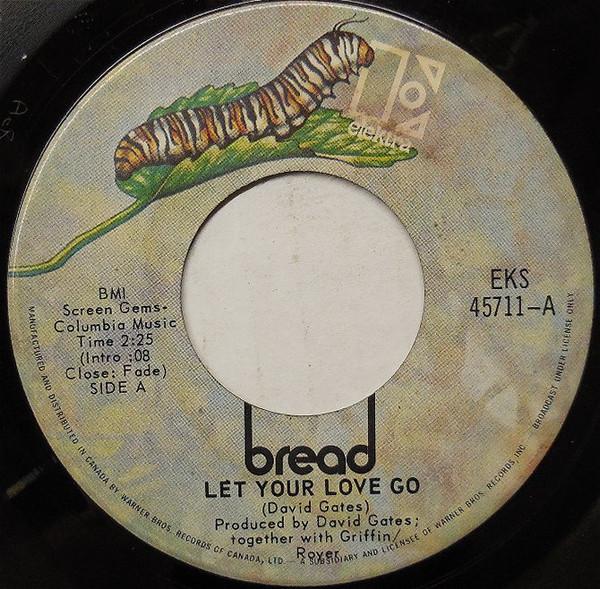 elektra
BMI
Screen Gems-
Columbia Music
Time 2:25
(Intro :08
Close: Fade)
SIDE A
EKS
45711-A
bread
LET YOUR LOVE GO
(David Gates)
Produced by David Gates;
together with Griffin/
Royer
MANUFACTURED AND DISTRIBUTED IN CANADA BY WARNER BROS. RECORDS OF CANADA, LTD. — A SUBSIDIARY AND LICENSEE OF WARNER BROS. RECORDS, INC. BROADCAST UNDER LICENSE ONLY